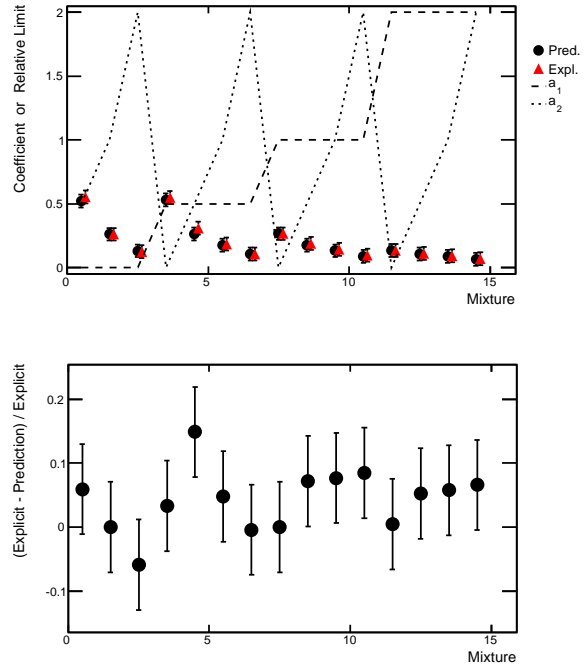 Coefficient or Relative Limit
2
1.5
1
0.5
0
0 5 10 15
Mixture
Pred.
Expl.
a1
a2
(Explicit - Prediction) / Explicit
0.2
0.1
0
-0.1
0 5 10 15
Mixture